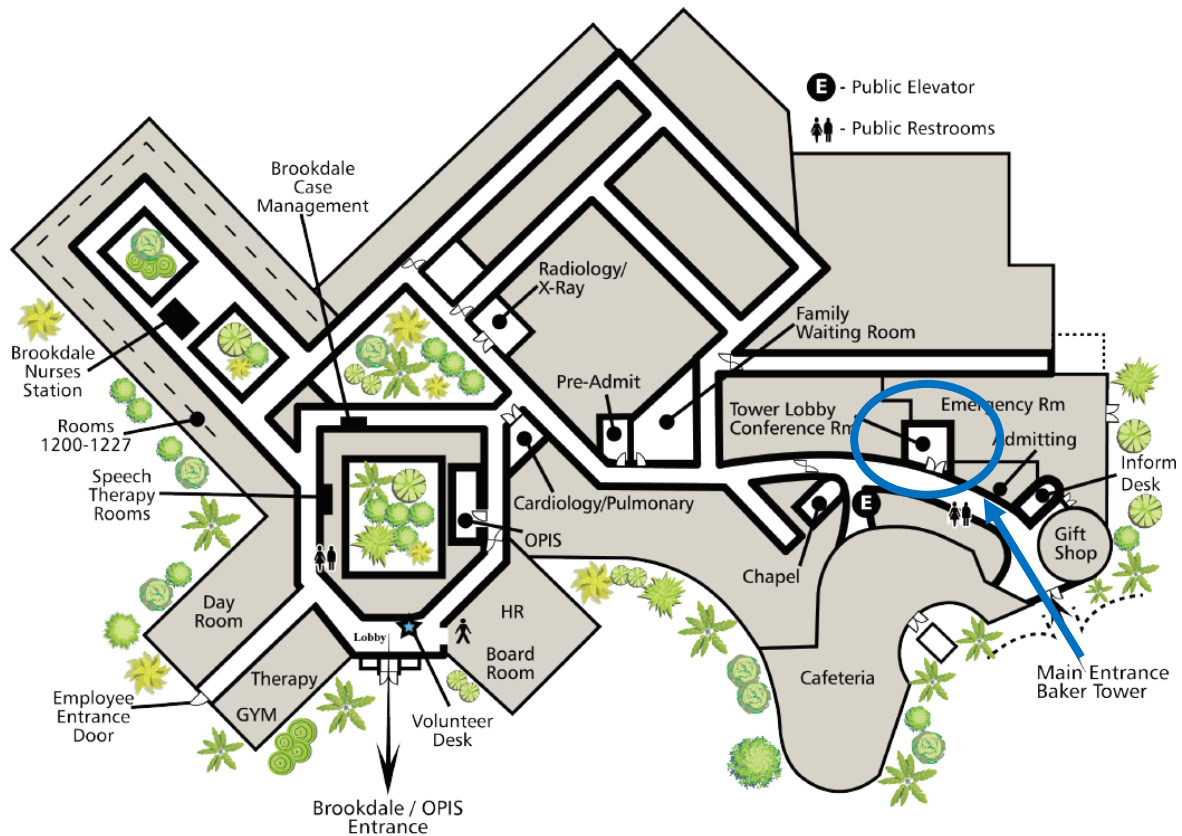 E - Public Elevator
- Public Restrooms
Brookdale
Case
Management
Radiology/
X-Ray
Family
Waiting Room
Brookdale
Nurses
Station
Pre-Admit
Tower Lobby
Conference Rm
Emergency Rm
Admitting
Rooms
1200-1227
Inform
Desk
Speech
Therapy
Rooms
Cardiology/Pulmonary
E
OPIS
Gift
Shop
Chapel
Day
Room
HR
Lobby
Board
Room
Therapy
GYM
Cafeteria
Main Entrance
Baker Tower
Employee
Entrance
Door
Volunteer
Desk
Brookdale / OPIS
Entrance